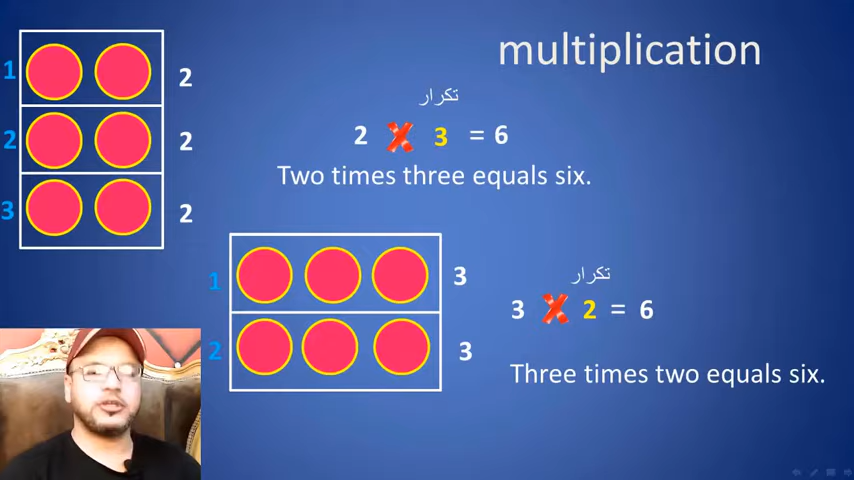 multiplication
1 2
2 2
3 2
تكرار
2 × 3 = 6
Two times three equals six.
1 3
2 3
تكرار
3 × 2 = 6
Three times two equals six.